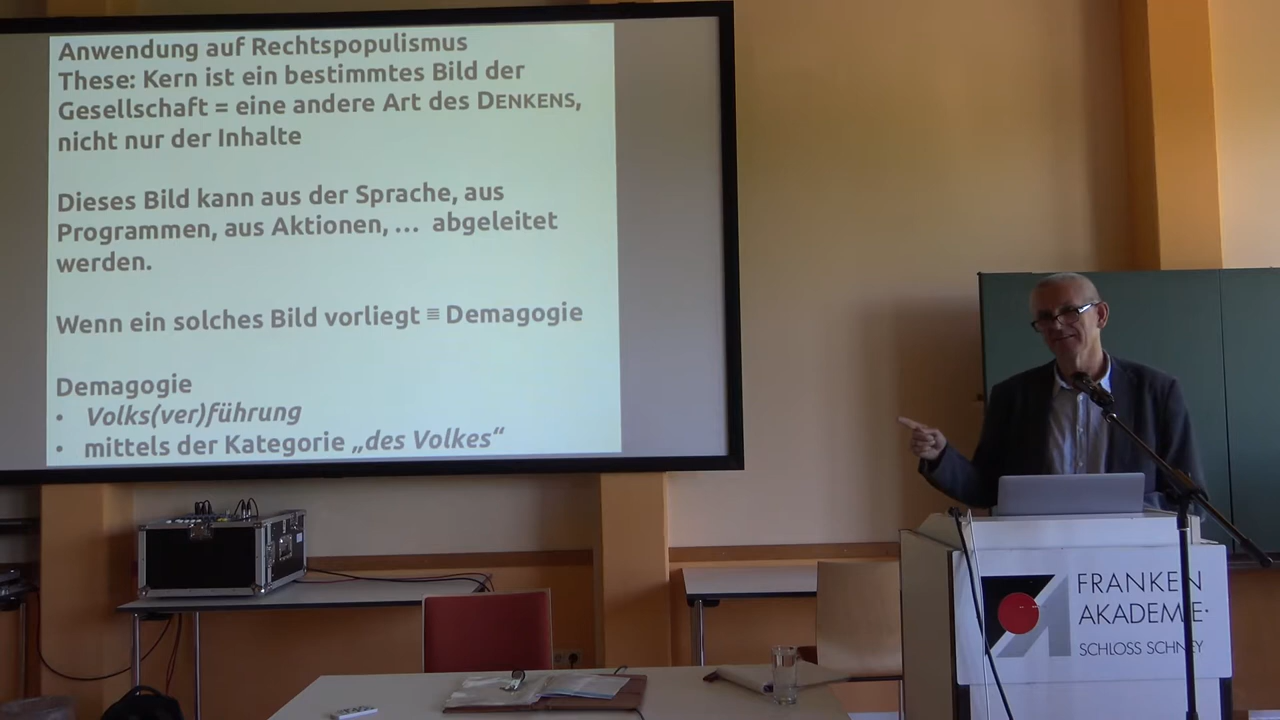 Anwendung auf Rechtspopulismus
These: Kern ist ein bestimmtes Bild der
Gesellschaft = eine andere Art des DENKENS,
nicht nur der Inhalte
Dieses Bild kann aus der Sprache, aus
Programmen, aus Aktionen, … abgeleitet
werden.
Wenn ein solches Bild vorliegt ≡ Demagogie
Demagogie
• Volks(ver)führung
• mittels der Kategorie „des Volkes“
FRANKEN
AKADEMIE
SCHLOSS SCHNEY